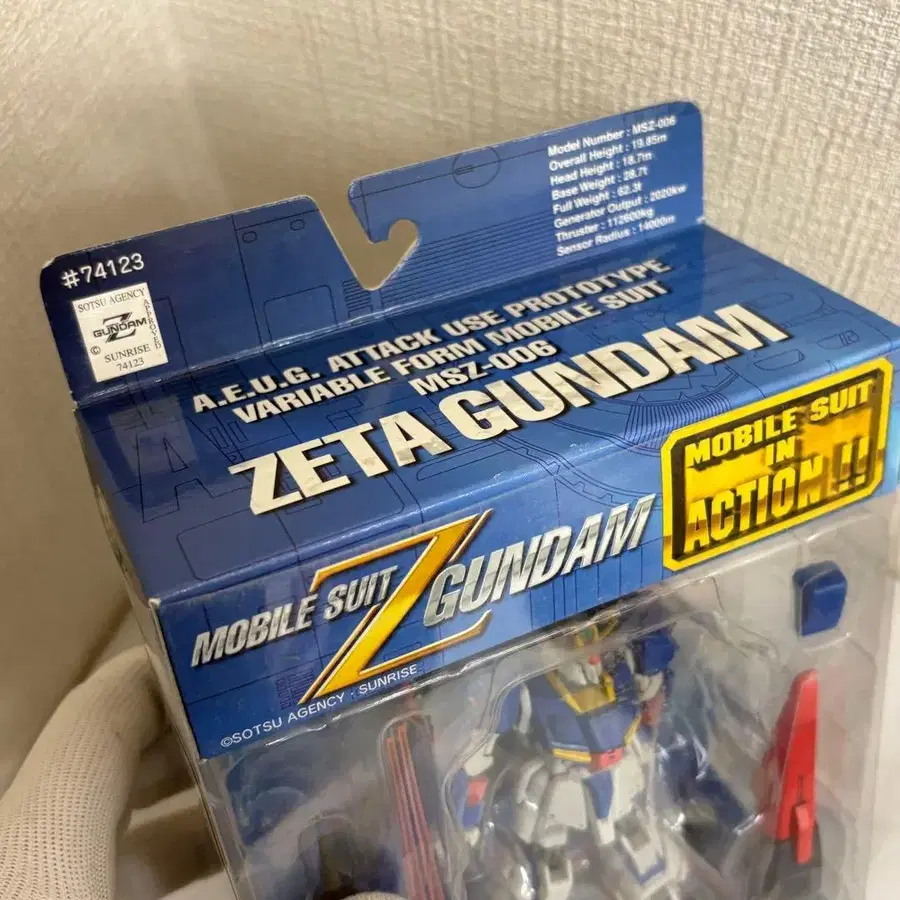 Model Number : MSZ-006
Overall Height : 19.85m
Head Height : 18.7m
Base Weight : 28.7t
Full Weight : 62.3t
Generator Output : 2020kw
Thruster : 112600kg
Sensor Radius : 14000m
#74123
SOTSU AGENCY
APPROVED
Z
GUNDAM
© SUNRISE
74123
A.E.U.G. ATTACK USE PROTOTYPE
VARIABLE FORM MOBILE SUIT
MSZ-006
ZETA GUNDAM
MOBILE SUIT
IN
ACTION!!
MOBILE SUIT Z GUNDAM
©SOTSU AGENCY · SUNRISE